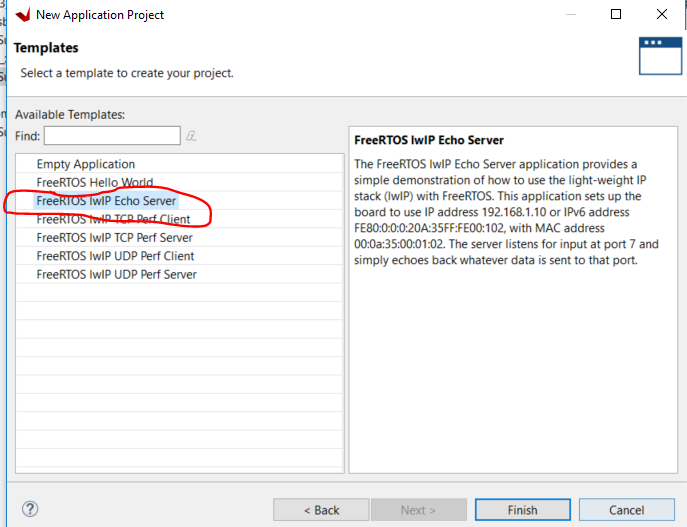 New Application Project
Templates
Select a template to create your project.
Available Templates:
Find:
Empty Application
FreeRTOS Hello World
FreeRTOS lwIP Echo Server
FreeRTOS lwIP TCP Perf Client
FreeRTOS lwIP TCP Perf Server
FreeRTOS lwIP UDP Perf Client
FreeRTOS lwIP UDP Perf Server
FreeRTOS lwIP Echo Server
The FreeRTOS lwIP Echo Server application provides a
simple demonstration of how to use the light-weight IP
stack (lwIP) with FreeRTOS. This application sets up the
board to use IP address 192.168.1.10 or IPv6 address
FE80:0:0:0:20A:35FF:FE00:102, with MAC address
00:0a:35:00:01:02. The server listens for input at port 7 and
simply echoes back whatever data is sent to that port.
?
< Back
Next >
Finish
Cancel